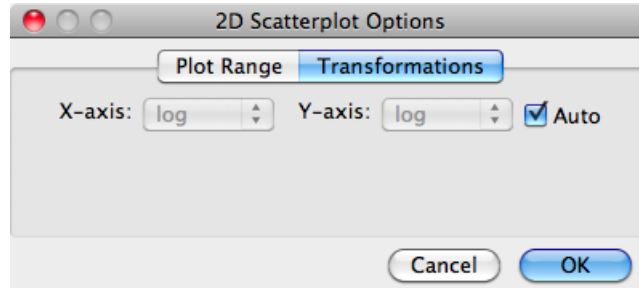 2D Scatterplot Options
Plot Range Transformations
X-axis: log Y-axis: log Auto
Cancel OK